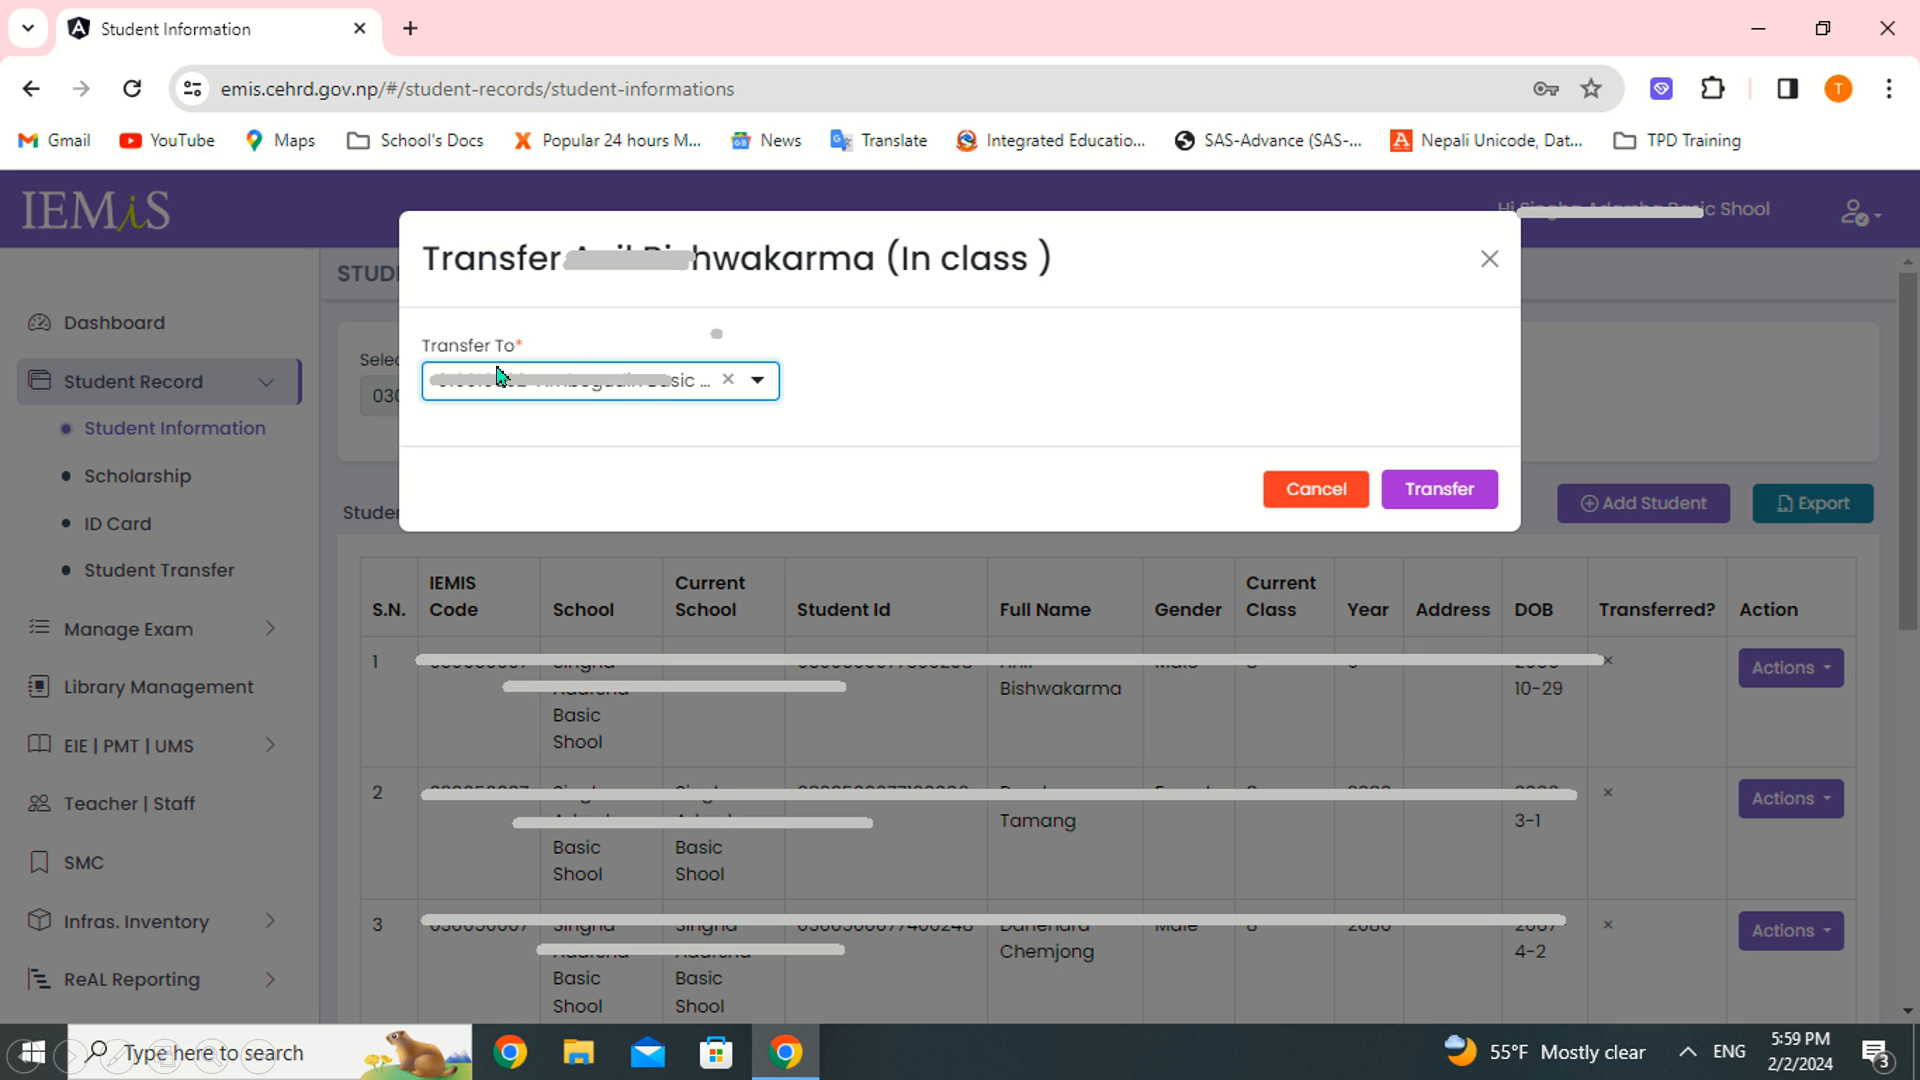 Student Information
emis.cehrd.gov.np/#/student-records/student-informations
T
Gmail
YouTube
Maps
School's Docs
Popular 24 hours M...
News
Translate
Integrated Educatio...
SAS-Advance (SAS-...
Nepali Unicode, Dat...
TPD Training
IEMiS
Hi
Shool
Transfer
(In class )
Transfer To*
Cancel
Transfer
Add Student
Export
Dashboard
Student Record
Student Information
Scholarship
ID Card
Student Transfer
Manage Exam
Library Management
EIE | PMT | UMS
Teacher | Staff
SMC
Infras. Inventory
ReAL Reporting
S.N.
IEMIS Code
School
Current School
Student Id
Full Name
Gender
Current Class
Year
Address
DOB
Transferred?
Action
1
Basic
Shool
Bishwakarma
10-29
×
Actions
2
Basic
Shool
Basic
Shool
Tamang
3-1
×
Actions
3
Basic
Shool
Basic
Shool
Chemjong
4-2
×
Actions
Type here to search
55°F Mostly clear
ENG
5:59 PM
2/2/2024
3